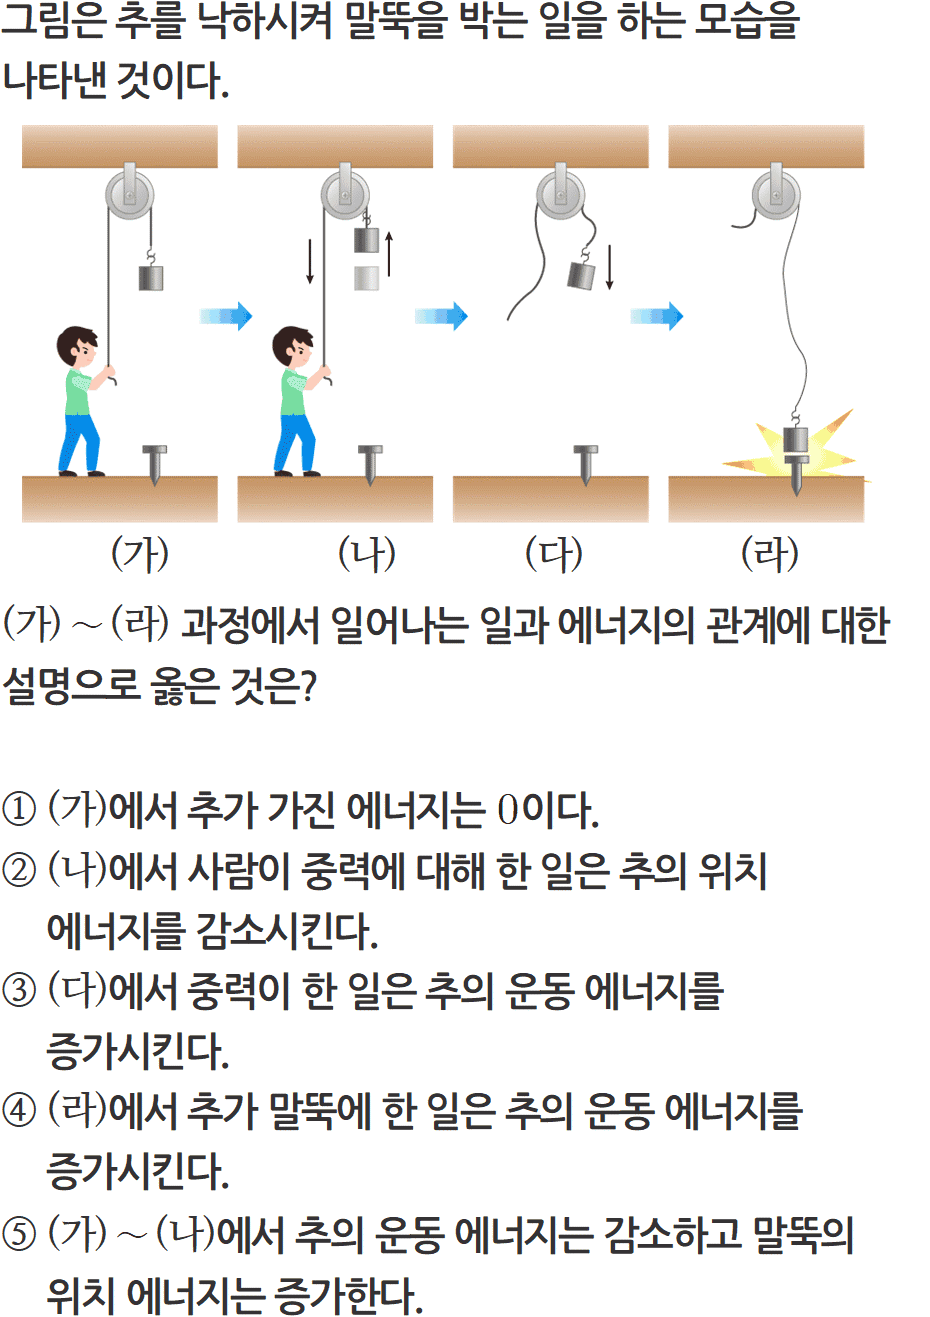 그림은 추를 낙하시켜 말뚝을 박는 일을 하는 모습을
나타낸 것이다.
(가) (나) (다) (라)
(가) ~ (라) 과정에서 일어나는 일과 에너지의 관계에 대한
설명으로 옳은 것은?
① (가)에서 추가 가진 에너지는 0이다.
② (나)에서 사람이 중력에 대해 한 일은 추의 위치
에너지를 감소시킨다.
③ (다)에서 중력이 한 일은 추의 운동 에너지를
증가시킨다.
④ (라)에서 추가 말뚝에 한 일은 추의 운동 에너지를
증가시킨다.
⑤ (가) ~ (나)에서 추의 운동 에너지는 감소하고 말뚝의
위치 에너지는 증가한다.